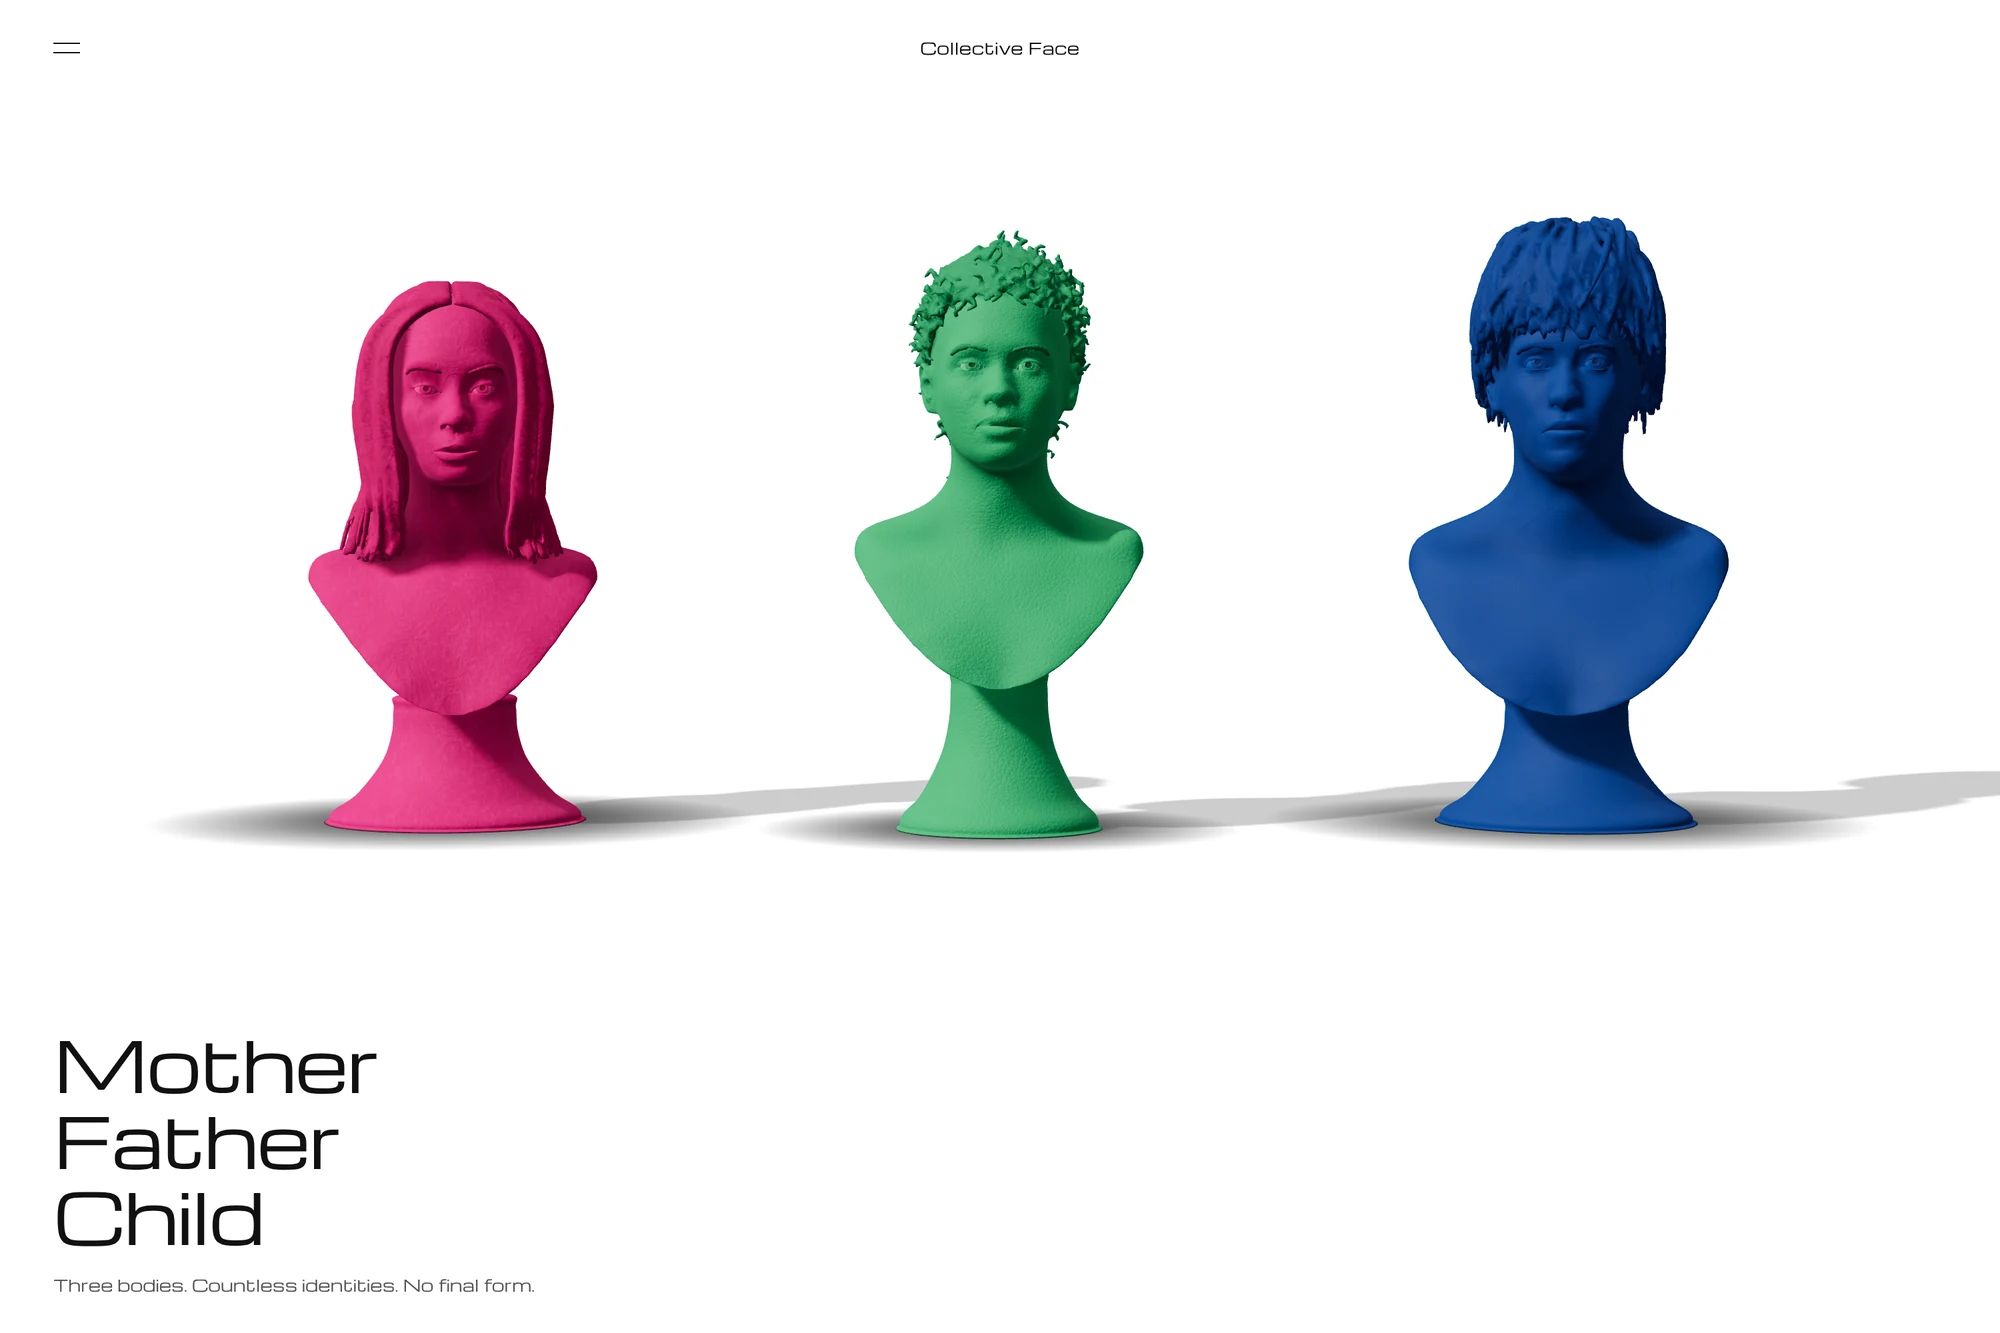 Collective Face
Mother
Father
Child
Three bodies. Countless identities. No final form.